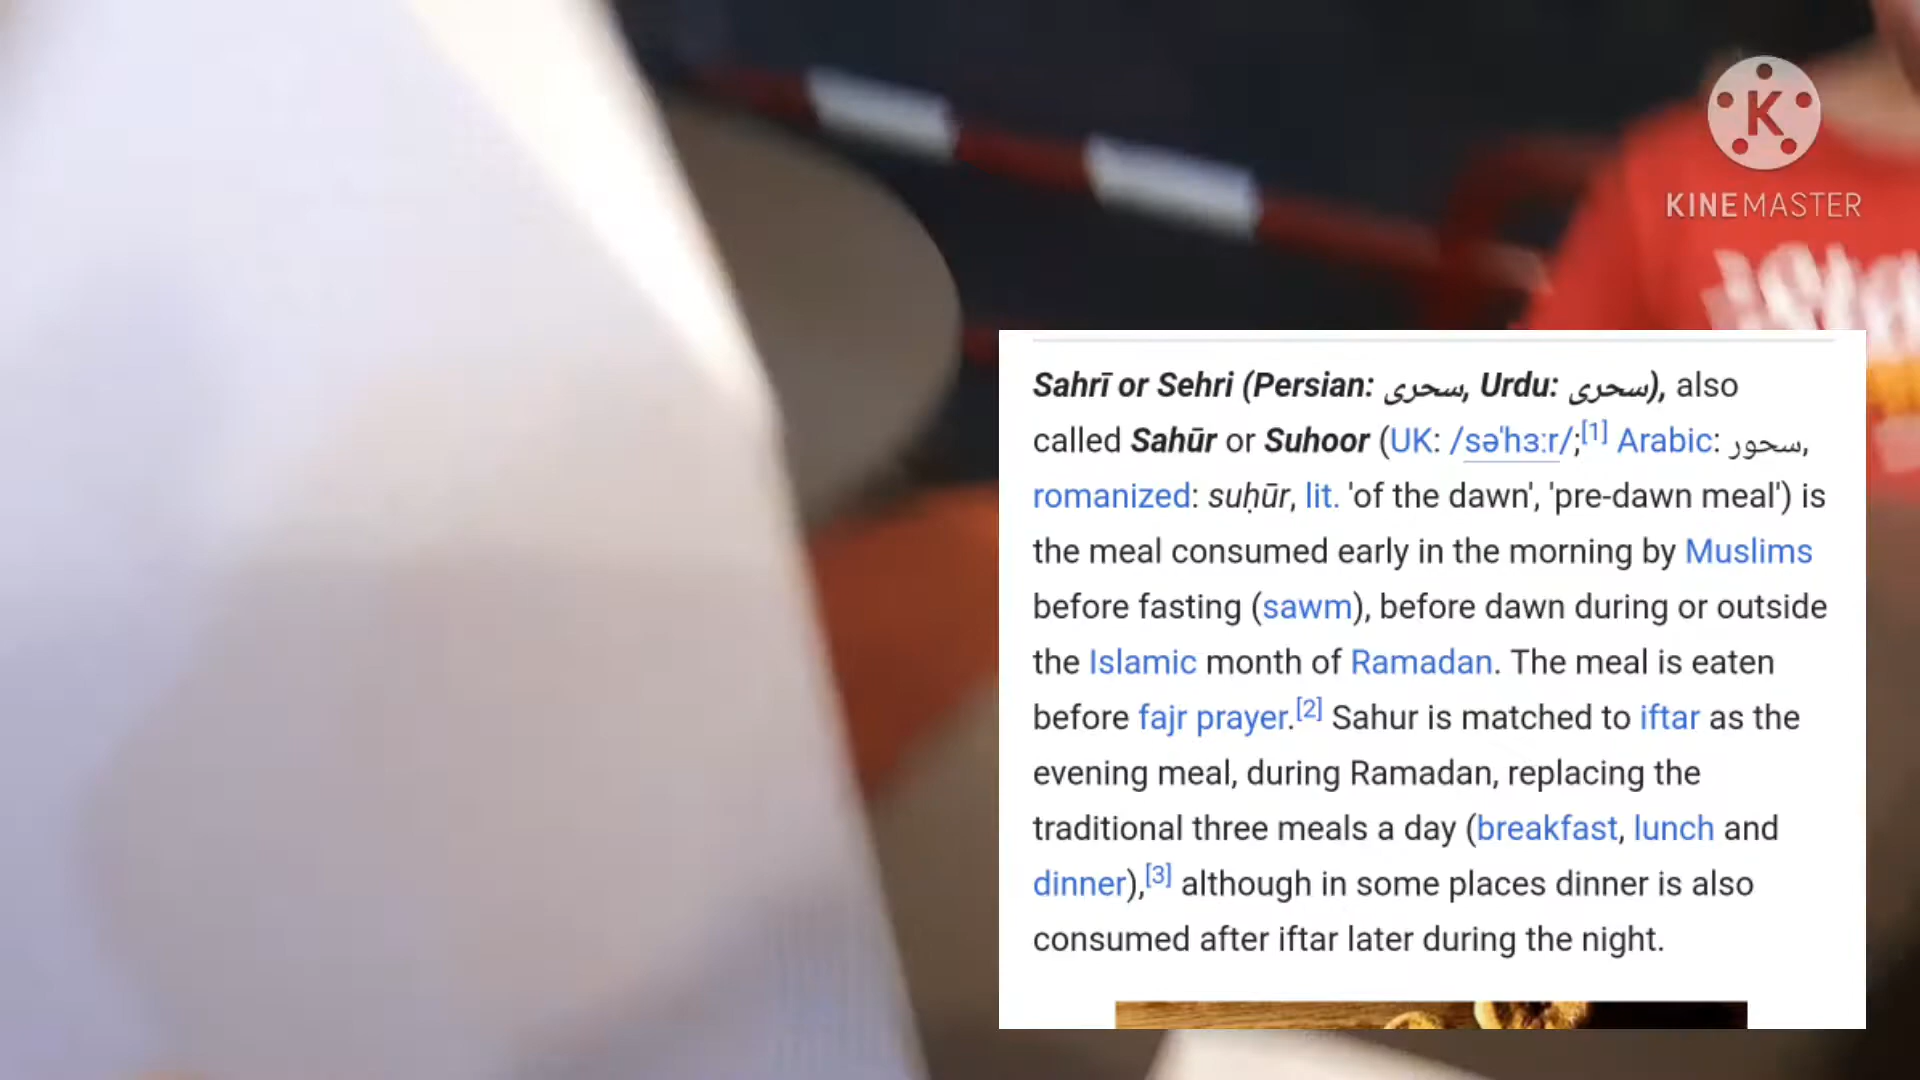 K
KINEMASTER
Sahrī or Sehri (Persian: سحری, Urdu: سحری), also
called Sahūr or Suhoor (UK: /səˈhɜːr/;[1] Arabic: سحور,
romanized: suḥūr, lit. 'of the dawn', 'pre-dawn meal') is
the meal consumed early in the morning by Muslims
before fasting (sawm), before dawn during or outside
the Islamic month of Ramadan. The meal is eaten
before fajr prayer.[2] Sahur is matched to iftar as the
evening meal, during Ramadan, replacing the
traditional three meals a day (breakfast, lunch and
dinner),[3] although in some places dinner is also
consumed after iftar later during the night.